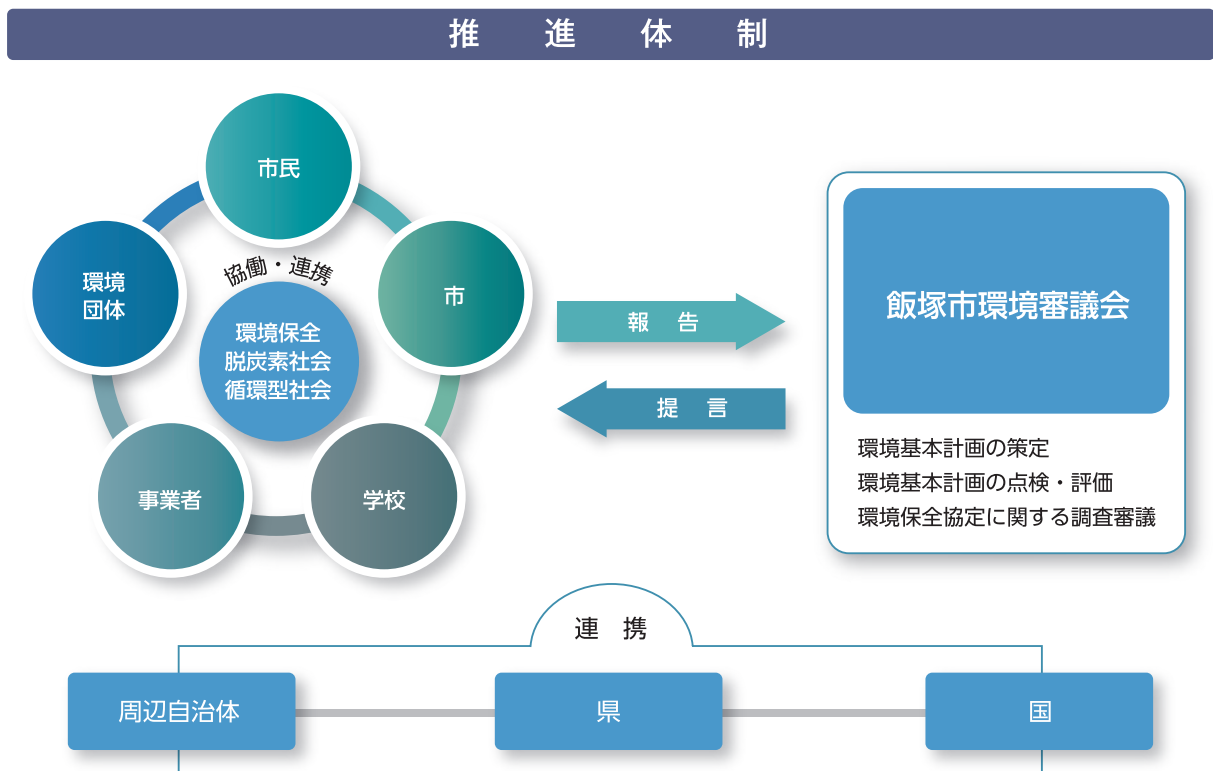 推進体制
市民
環境
団体
協働・連携
市
環境保全
脱炭素社会
循環型社会
事業者
学校
報告
提言
飯塚市環境審議会
環境基本計画の策定
環境基本計画の点検・評価
環境保全協定に関する調査審議
連携
周辺自治体
県
国